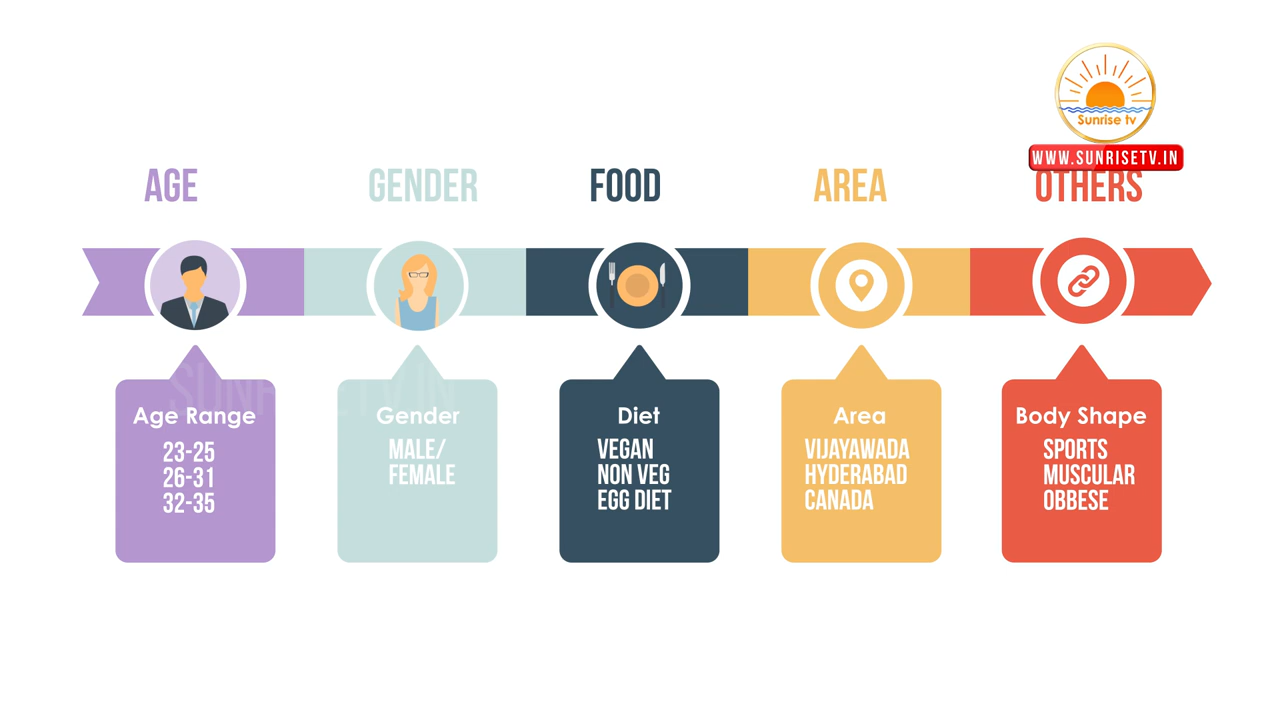 Sunrise tv
WWW.SUNRISETV.IN
AGE
GENDER
FOOD
AREA
OTHERS
Age Range
23-25
26-31
32-35
Gender
MALE/
FEMALE
Diet
VEGAN
NON VEG
EGG DIET
Area
VIJAYAWADA
HYDERABAD
CANADA
Body Shape
SPORTS
MUSCULAR
OBBESE